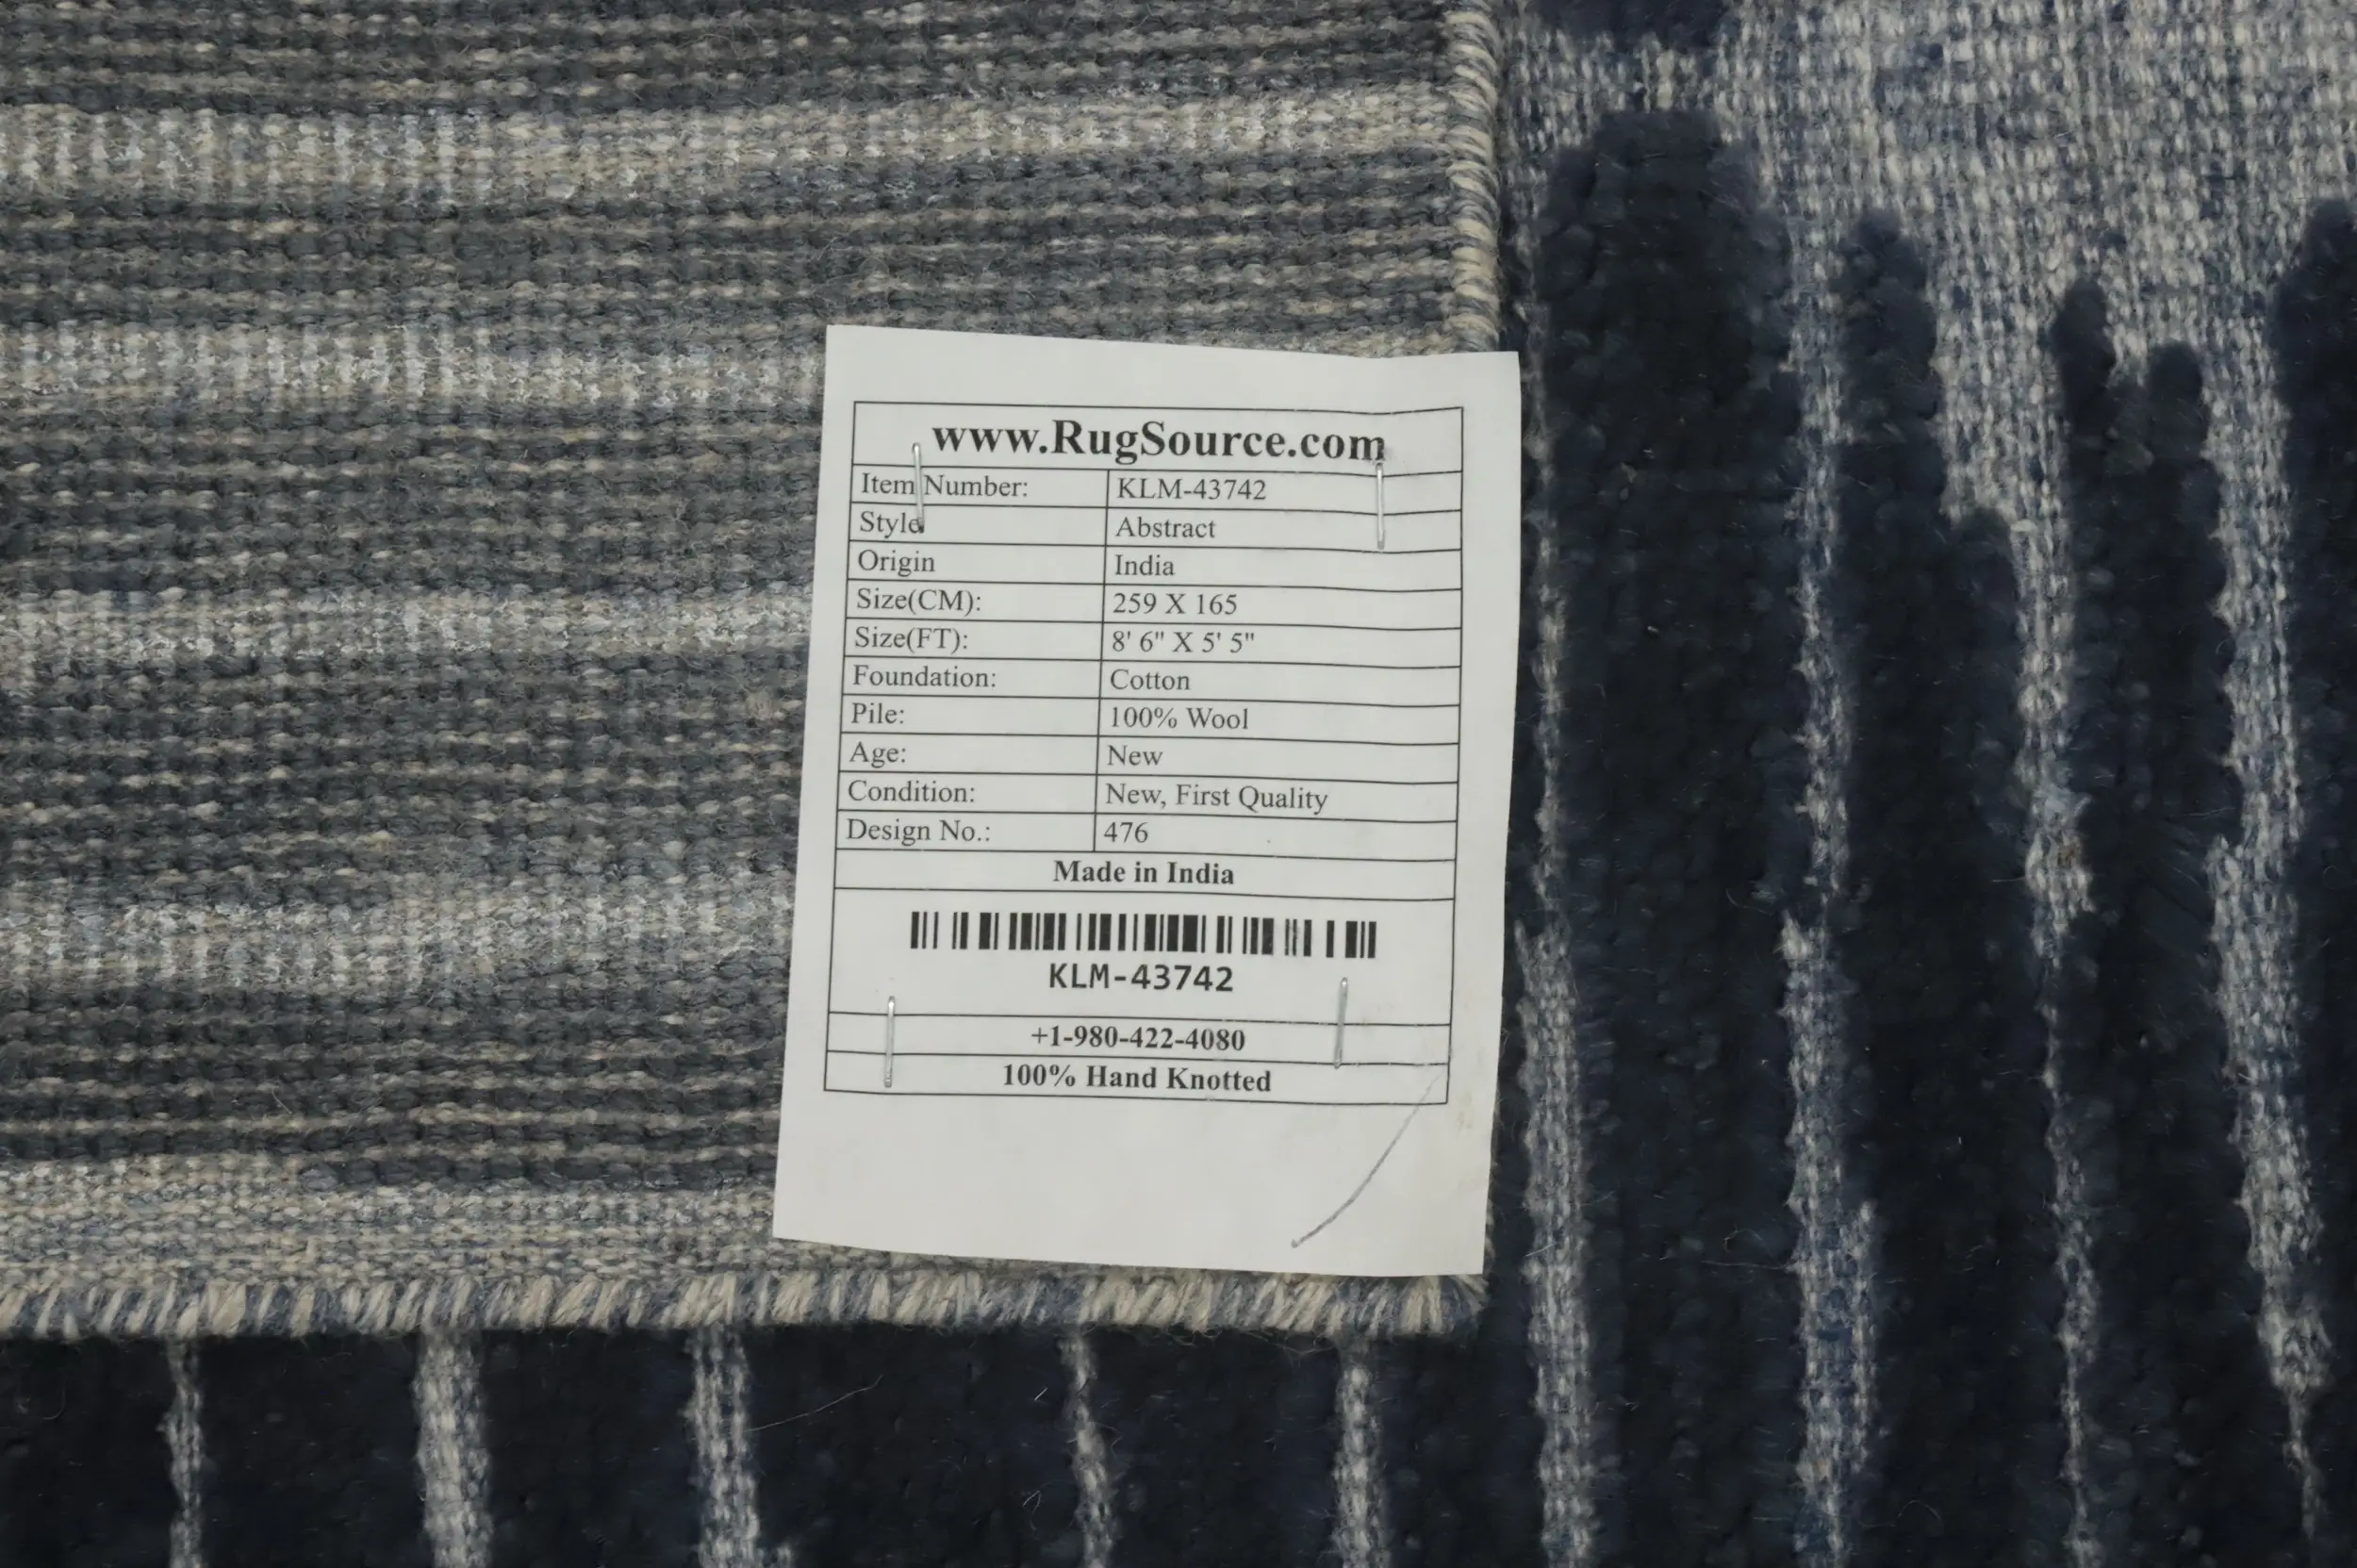 www.RugSource.com
Item Number: KLM-43742
Style Abstract
Origin India
Size(CM): 259 X 165
Size(FT): 8' 6" X 5' 5"
Foundation: Cotton
Pile: 100% Wool
Age: New
Condition: New, First Quality
Design No.: 476
Made in India
KLM-43742
+1-980-422-4080
100% Hand Knotted